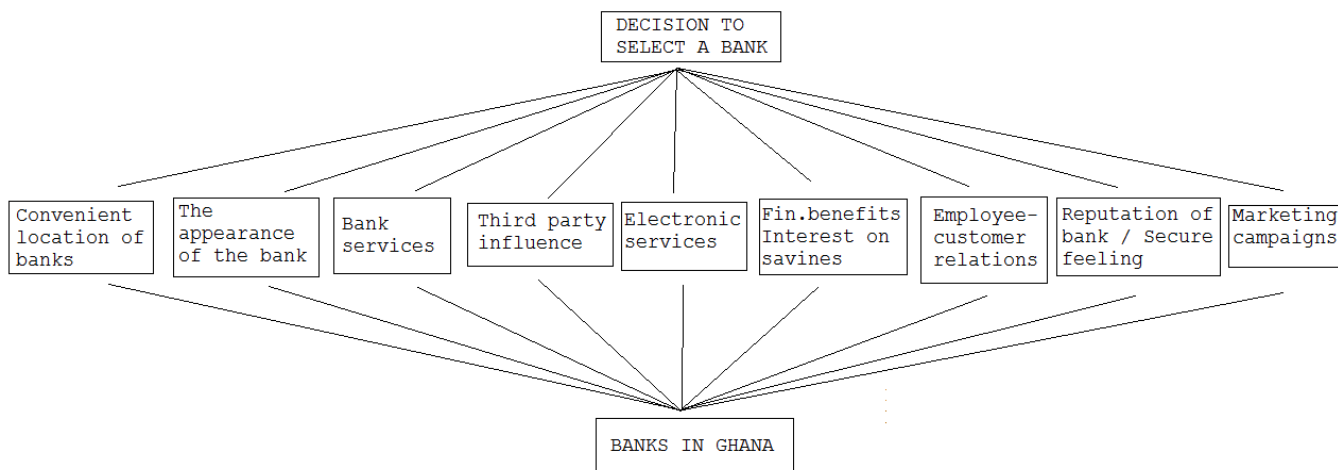 DECISION TO
SELECT A BANK
Convenient
location of
banks
The
appearance
of the bank
Bank
services
Third party
influence
Electronic
services
Fin.benefits
Interest on
savines
Employee-
customer
relations
Reputation of
bank / Secure
feeling
Marketing
campaigns
BANKS IN GHANA